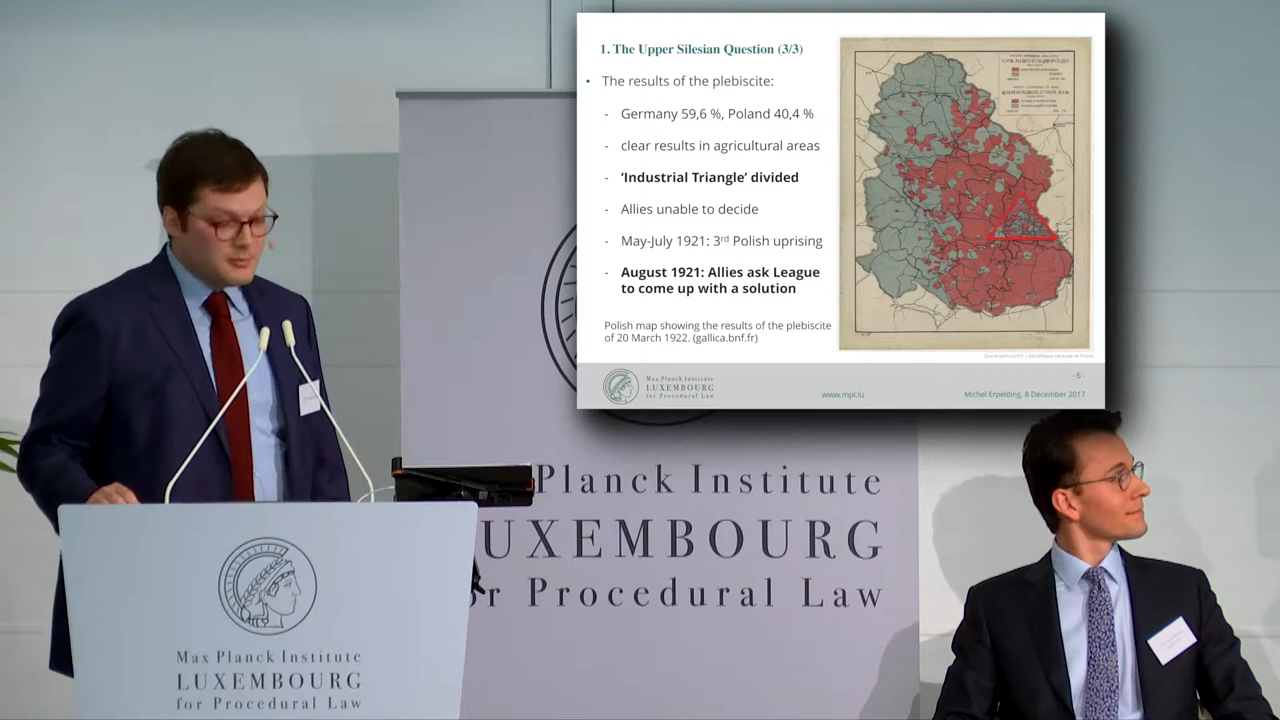 1. The Upper Silesian Question (3/3)
• The results of the plebiscite:
- Germany 59,6 %, Poland 40,4 %
- clear results in agricultural areas
- ‘Industrial Triangle’ divided
- Allies unable to decide
- May-July 1921: 3rd Polish uprising
- August 1921: Allies ask League
to come up with a solution
Polish map showing the results of the plebiscite
of 20 March 1922. (gallica.bnf.fr)
Max Planck Institute
LUXEMBOURG
for Procedural Law
www.mpi.lu
- 6 -
Michel Erpelding, 8 December 2017
Planck Institute
UXEMBOURG
or Procedural Law
Max Planck Institute
LUXEMBOURG
for Procedural Law